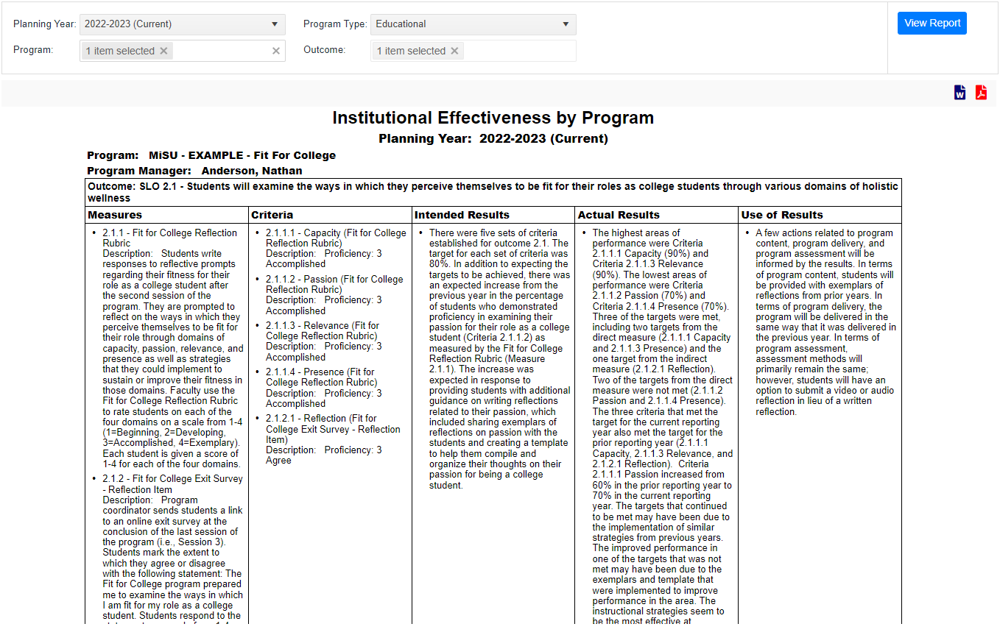 Planning Year: 2022-2023 (Current)
Program Type: Educational
View Report
Program: 1 item selected
Outcome: 1 item selected
Institutional Effectiveness by Program
Planning Year: 2022-2023 (Current)
Program: MiSU - EXAMPLE - Fit For College
Program Manager: Anderson, Nathan
Outcome: SLO 2.1 - Students will examine the ways in which they perceive themselves to be fit for their roles as college students through various domains of holistic
wellness
Measures
• 2.1.1 - Fit for College Reflection
Rubric
Description: Students write
responses to reflective prompts
regarding their fitness for their
role as a college student after
the second session of the
program. They are prompted to
reflect on the ways in which they
perceive themselves to be fit for
their role through domains of
capacity, passion, relevance, and
presence as well as strategies
that they could implement to
sustain or improve their fitness in
those domains. Faculty use the
Fit for College Reflection Rubric
to rate students on each of the
four domains on a scale from 1-4
(1=Beginning, 2=Developing,
3=Accomplished, 4=Exemplary).
Each student is given a score of
1-4 for each of the four domains.
• 2.1.2 - Fit for College Exit Survey
- Reflection Item
Description: Program
coordinator sends students a link
to an online exit survey at the
conclusion of the last session of
the program (i.e., Session 3).
Students mark the extent to
which they agree or disagree
with the following statement: The
Fit for College program prepared
me to examine the ways in which
I am fit for my role as a college
student. Students respond to the
Criteria
• 2.1.1.1 - Capacity (Fit for College
Reflection Rubric)
Description: Proficiency: 3
Accomplished
• 2.1.1.2 - Passion (Fit for College
Reflection Rubric)
Description: Proficiency: 3
Accomplished
• 2.1.1.3 - Relevance (Fit for
College Reflection Rubric)
Description: Proficiency: 3
Accomplished
• 2.1.1.4 - Presence (Fit for
College Reflection Rubric)
Description: Proficiency: 3
Accomplished
• 2.1.2.1 - Reflection (Fit for
College Exit Survey - Reflection
Item)
Description: Proficiency: 3
Agree
Intended Results
• There were five sets of criteria
established for outcome 2.1. The
target for each set of criteria was
80%. In addition to expecting the
targets to be achieved, there was
an expected increase from the
previous year in the percentage
of students who demonstrated
proficiency in examining their
passion for their role as a college
student (Criteria 2.1.1.2) as
measured by the Fit for College
Reflection Rubric (Measure
2.1.1). The increase was
expected in response to
providing students with additional
guidance on writing reflections
related to their passion, which
included sharing exemplars of
reflections on passion with the
students and creating a template
to help them compile and
organize their thoughts on their
passion for being a college
student.
Actual Results
• The highest areas of
performance were Criteria
2.1.1.1 Capacity (90%) and
Criteria 2.1.1.3 Relevance
(90%). The lowest areas of
performance were Criteria
2.1.1.2 Passion (70%) and
Criteria 2.1.1.4 Presence (70%).
Three of the targets were met,
including two targets from the
direct measure (2.1.1.1 Capacity
and 2.1.1.3 Presence) and the
one target from the indirect
measure (2.1.2.1 Reflection).
Two of the targets from the direct
measure were not met (2.1.1.2
Passion and 2.1.1.4 Presence).
The three criteria that met the
target for the current reporting
year also met the target for the
prior reporting year (2.1.1.1
Capacity, 2.1.1.3 Relevance, and
2.1.2.1 Reflection). Criteria
2.1.1.1 Passion increased from
60% in the prior reporting year to
70% in the current reporting
year. The targets that continued
to be met may have been due to
the implementation of similar
strategies from previous years.
The improved performance in
one of the targets that was not
met may have been due to the
exemplars and template that
were implemented to improve
performance in the area. The
instructional strategies seem to
be the most effective at
Use of Results
• A few actions related to program
content, program delivery, and
program assessment will be
informed by the results. In terms
of program content, students will
be provided with exemplars of
reflections from prior years. In
terms of program delivery, the
program will be delivered in the
same way that it was delivered in
the previous year. In terms of
program assessment,
assessment methods will
primarily remain the same;
however, students will have an
option to submit a video or audio
reflection in lieu of a written
reflection.